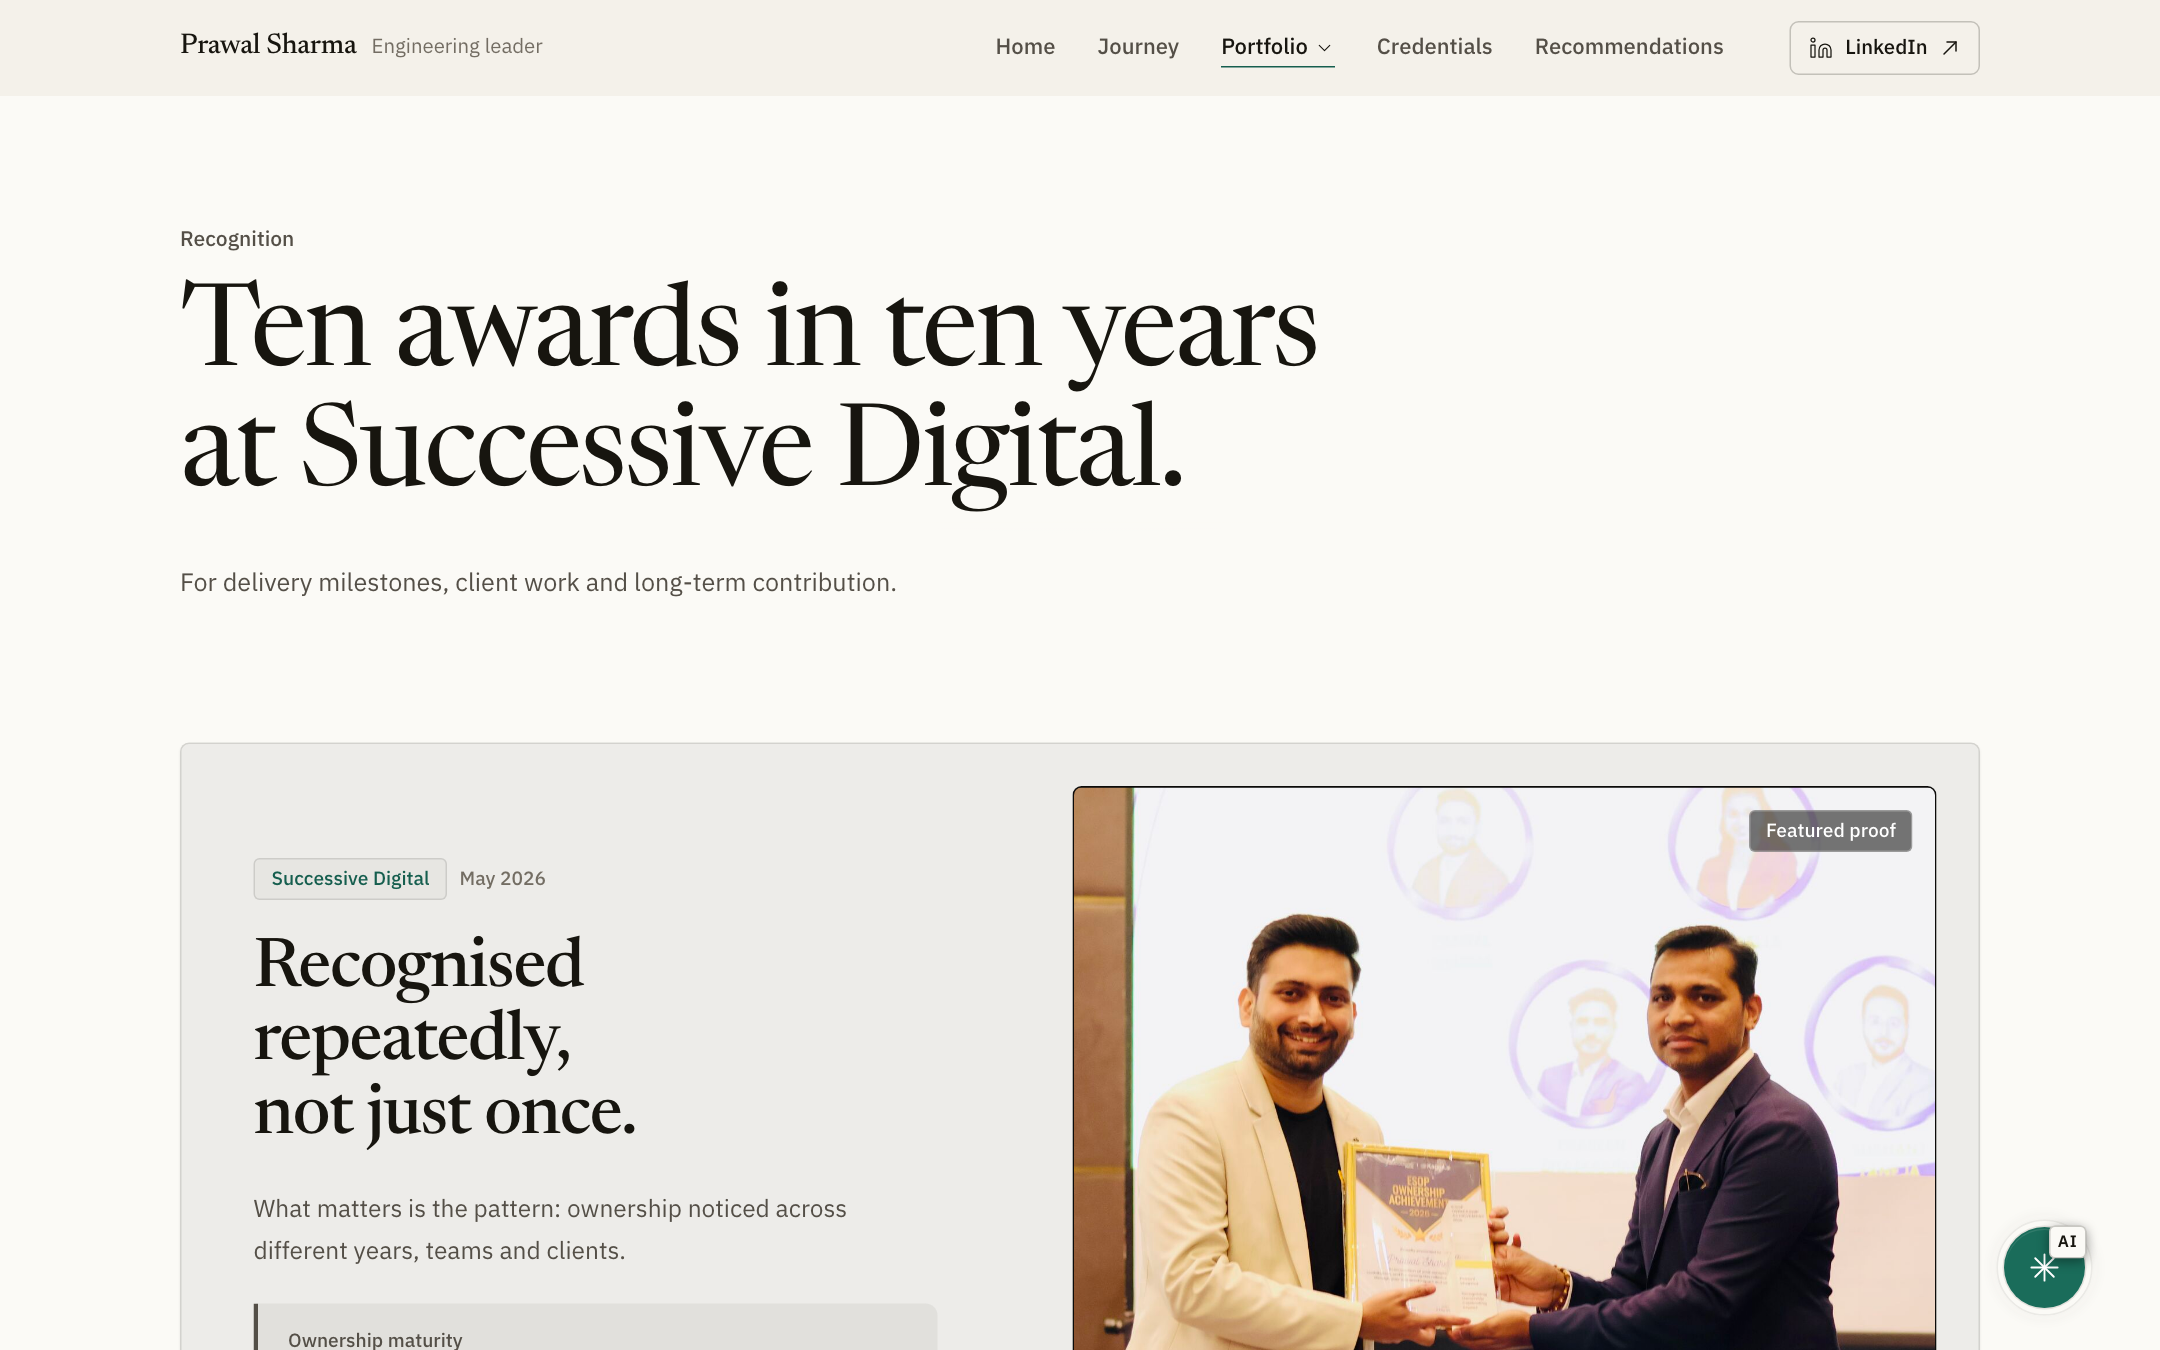 Prawal Sharma Engineering leader
Home Journey Portfolio Credentials Recommendations LinkedIn
Recognition
Ten awards in ten years
at Successive Digital.
For delivery milestones, client work and long-term contribution.
Successive Digital May 2026
Recognised
repeatedly,
not just once.
What matters is the pattern: ownership noticed across
different years, teams and clients.
Ownership maturity
Featured proof
ESOP
OWNERSHIP
ACHIEVEMENT
2026
AI